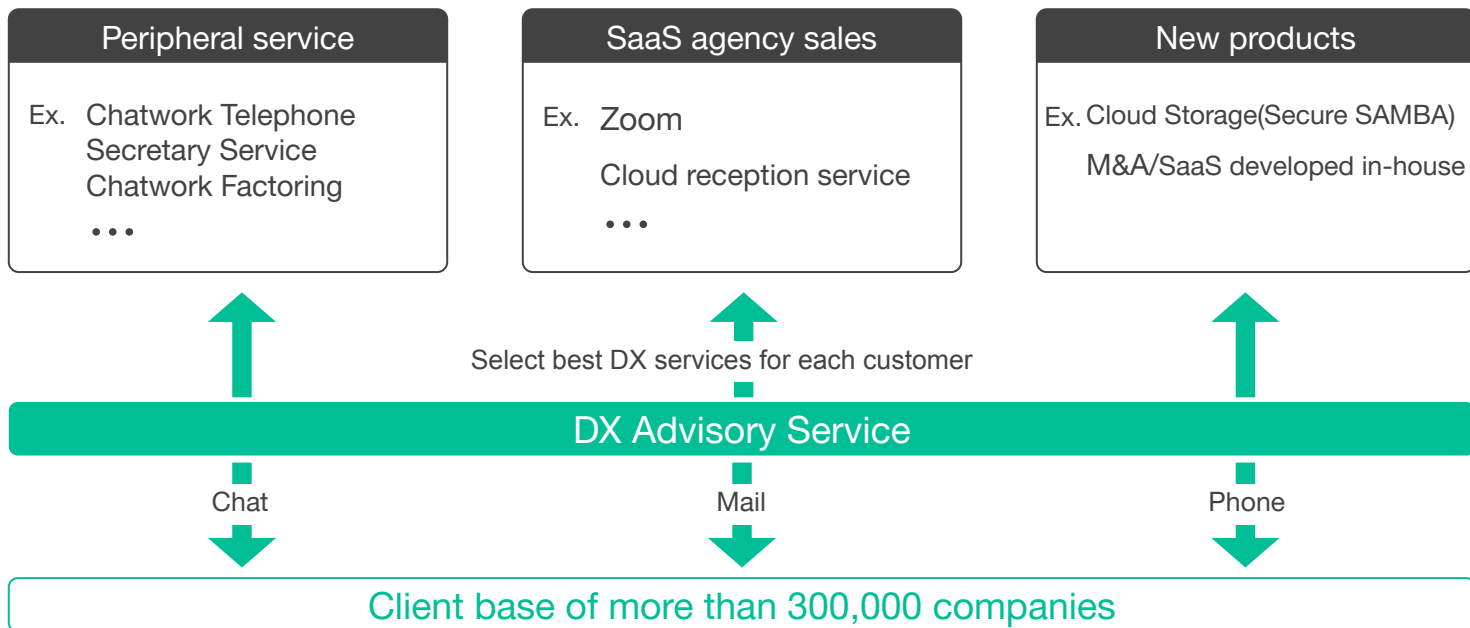 Peripheral service
Ex. Chatwork Telephone
Secretary Service
Chatwork Factoring
•••
SaaS agency sales
Ex. Zoom
Cloud reception service
•••
New products
Ex. Cloud Storage(Secure SAMBA)
M&A/SaaS developed in-house
Select best DX services for each customer
DX Advisory Service
Chat
Mail
Phone
Client base of more than 300,000 companies